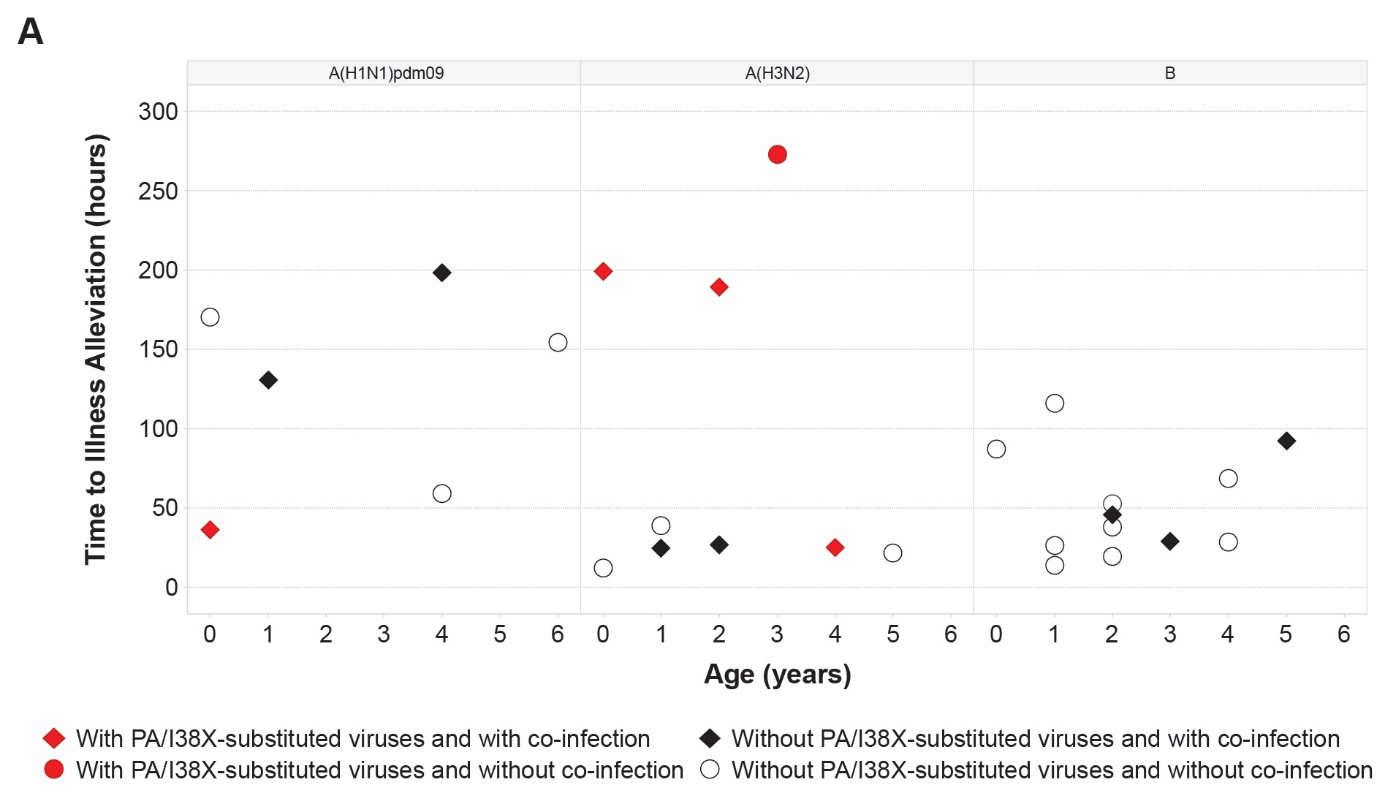 A
A(H1N1)pdm09 A(H3N2) B
300
250
200
150
100
50
0
Time to Illness Alleviation (hours)
0 1 2 3 4 5 6 0 1 2 3 4 5 6 0 1 2 3 4 5 6
Age (years)
With PA/I38X-substituted viruses and with co-infection Without PA/I38X-substituted viruses and with co-infection
With PA/I38X-substituted viruses and without co-infection Without PA/I38X-substituted viruses and without co-infection